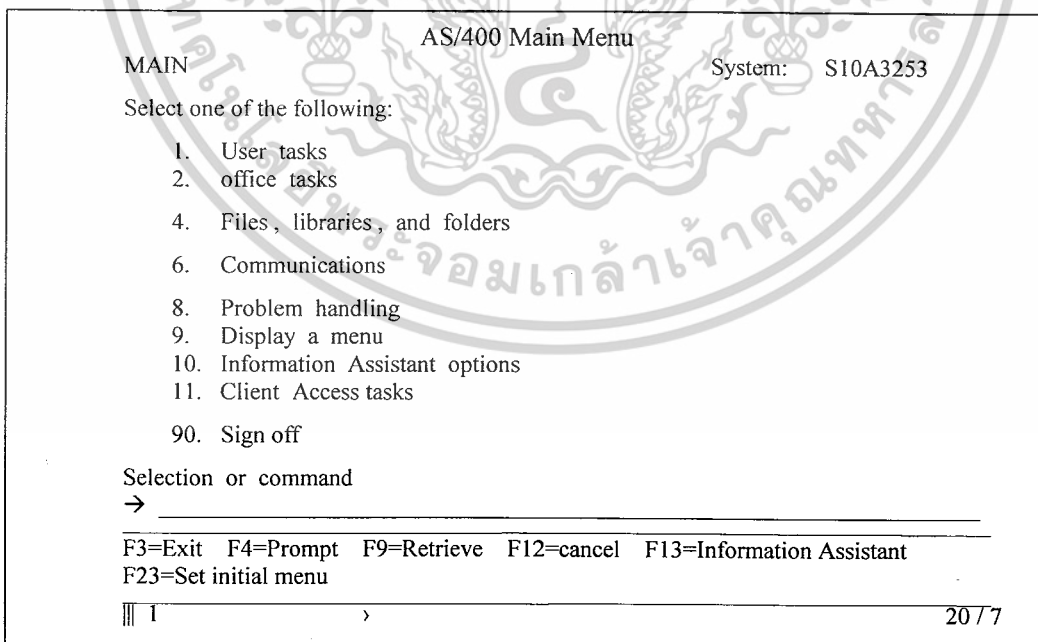 AS/400 Main Menu
MAIN System: S10A3253
Select one of the following:
1. User tasks
2. office tasks
4. Files , libraries , and folders
6. Communications
8. Problem handling
9. Display a menu
10. Information Assistant options
11. Client Access tasks
90. Sign off
Selection or command
→
F3=Exit F4=Prompt F9=Retrieve F12=cancel F13=Information Assistant
F23=Set initial menu
1 › 20 / 7